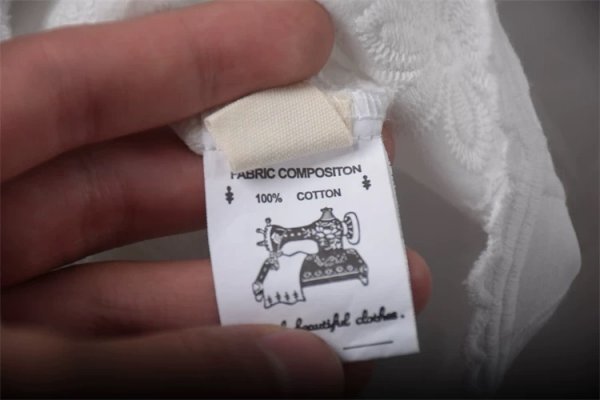 FABRIC COMPOSITON
100% COTTON
beautiful clothes.